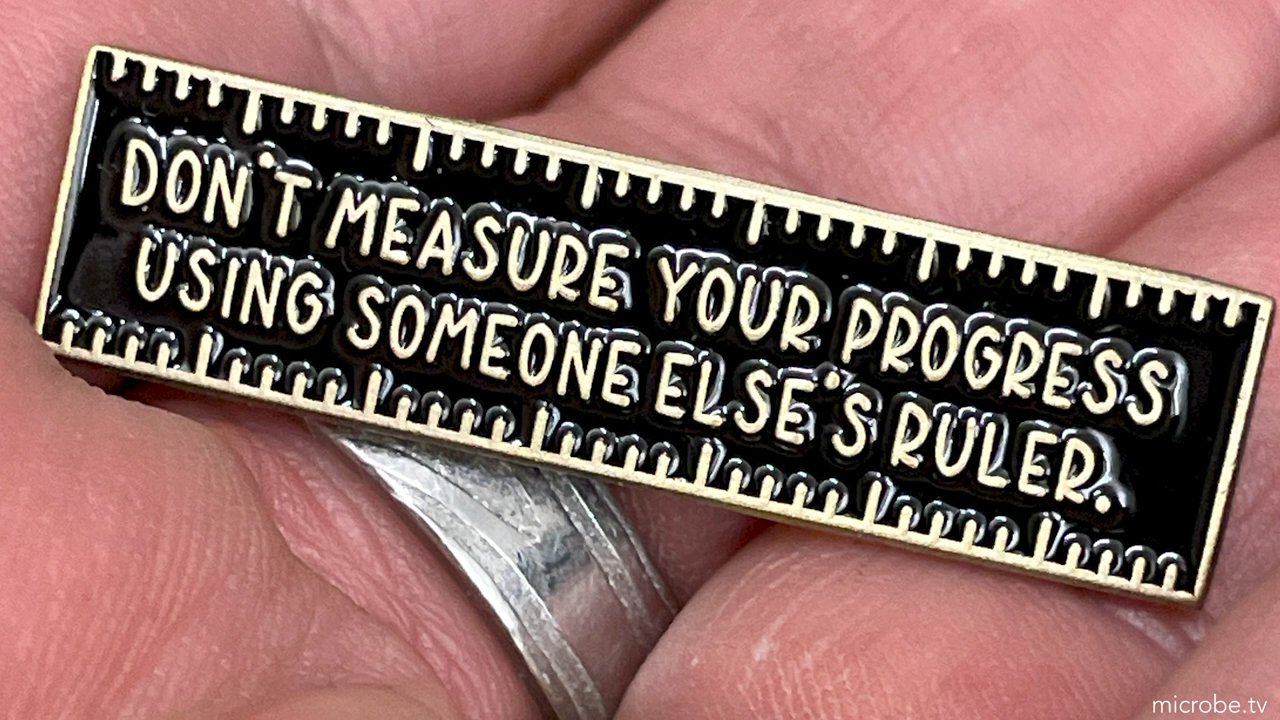 DON'T MEASURE YOUR PROGRESS
USING SOMEONE ELSE'S RULER.
microbe.tv